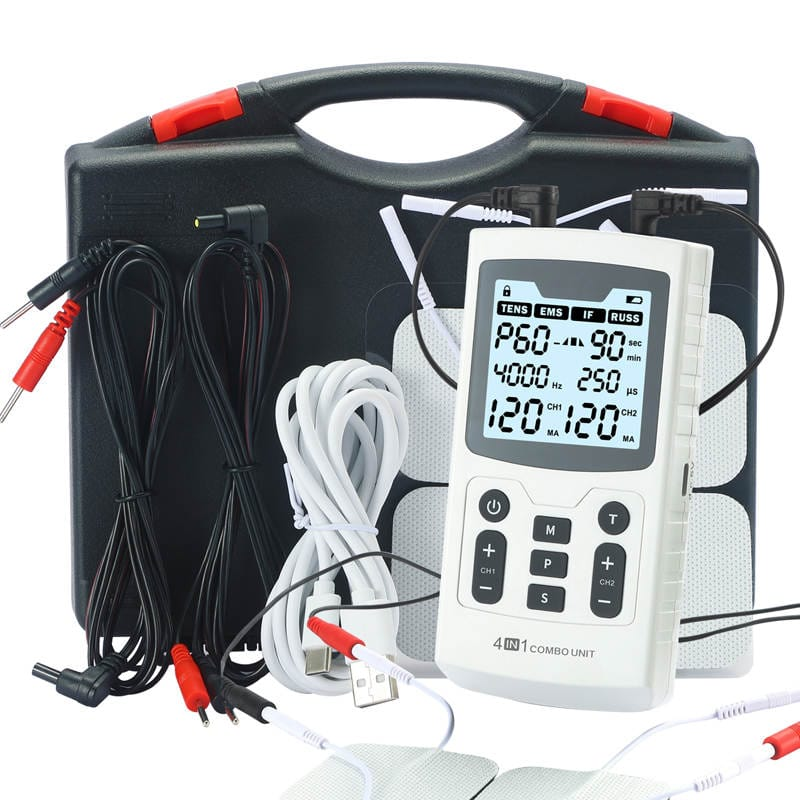 TENS EMS IF RUSS
P60 – 90 sec min
4000 Hz 250 µs
120 CH1 MA 120 CH2 MA
M T
+ CH1 − P + CH2 −
S
4 IN 1 COMBO UNIT